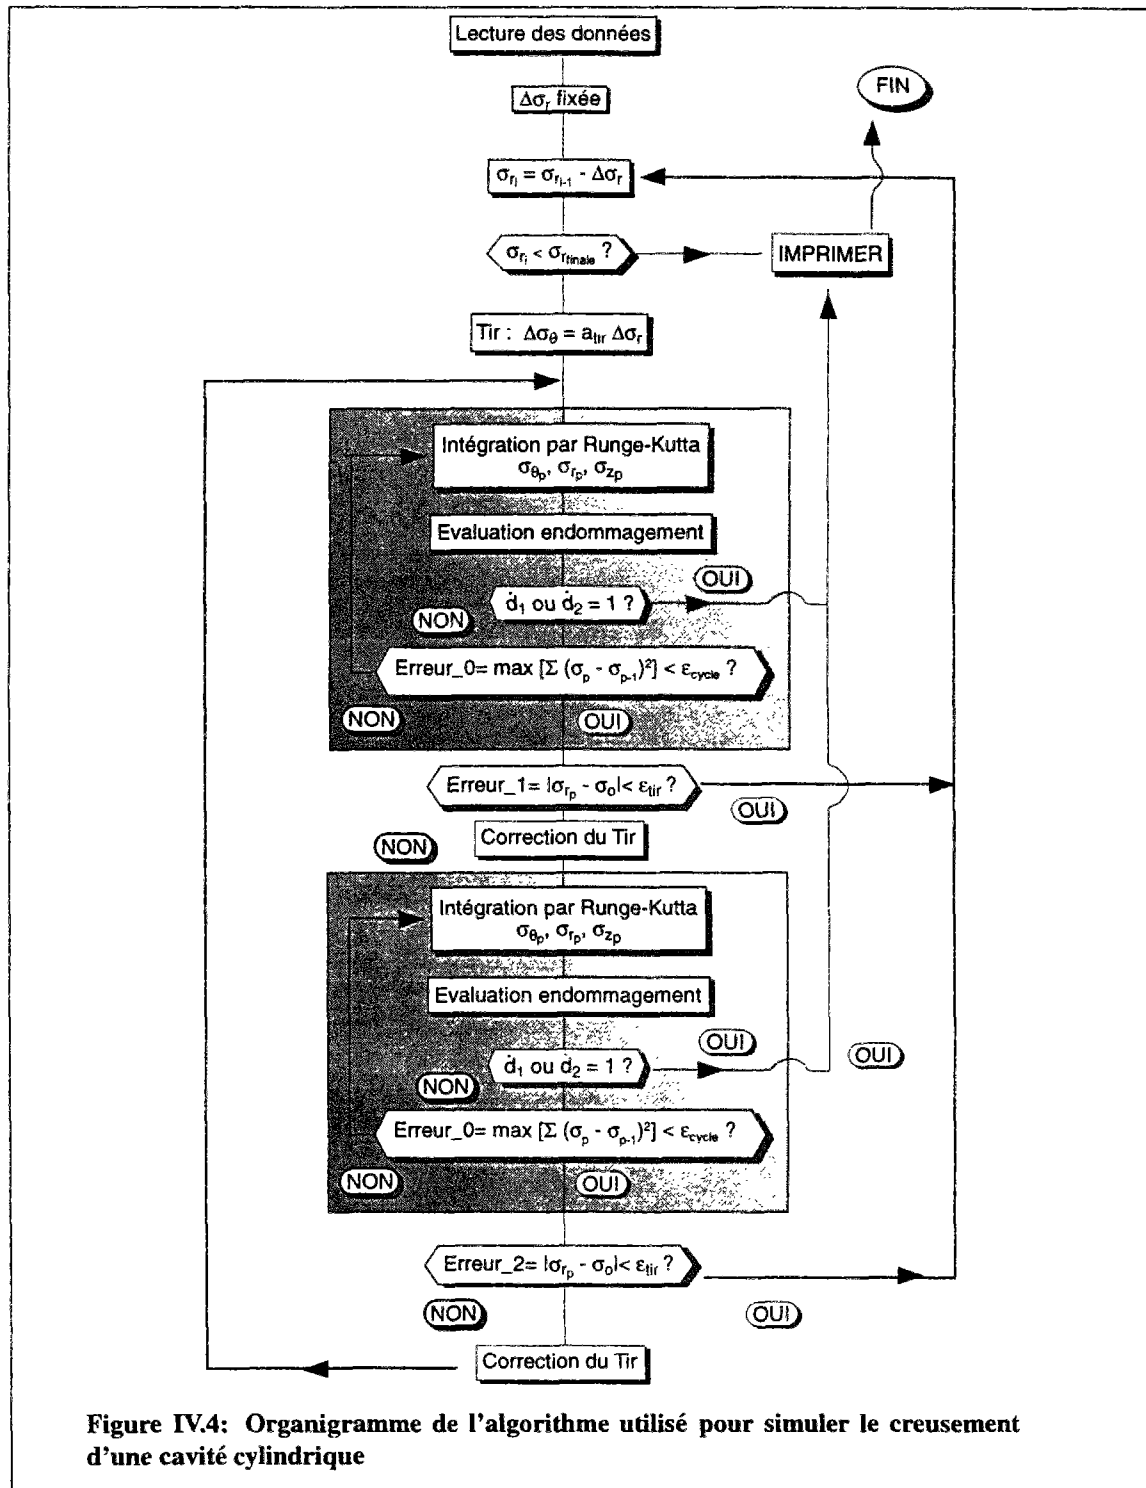 Lecture des données
FIN
Δσr fixée
σri = σri-1 - Δσr
σri < σrfinale ?
IMPRIMER
Tir : Δσθ = atir Δσr
Intégration par Runge-Kutta
σθp, σrp, σzp
Evaluation endommagement
OUI
ḋ1 ou ḋ2 = 1 ?
NON
Erreur_0= max [Σ (σp - σp-1)²] < εcycle ?
NON
OUI
Erreur_1= |σrp - σo|< εtir ?
OUI
Correction du Tir
NON
Intégration par Runge-Kutta
σθp, σrp, σzp
Evaluation endommagement
OUI
OUI
ḋ1 ou ḋ2 = 1 ?
NON
Erreur_0= max [Σ (σp - σp-1)²] < εcycle ?
NON
OUI
Erreur_2= |σrp - σo|< εtir ?
NON
OUI
Correction du Tir
Figure IV.4: Organigramme de l'algorithme utilisé pour simuler le creusement
d'une cavité cylindrique